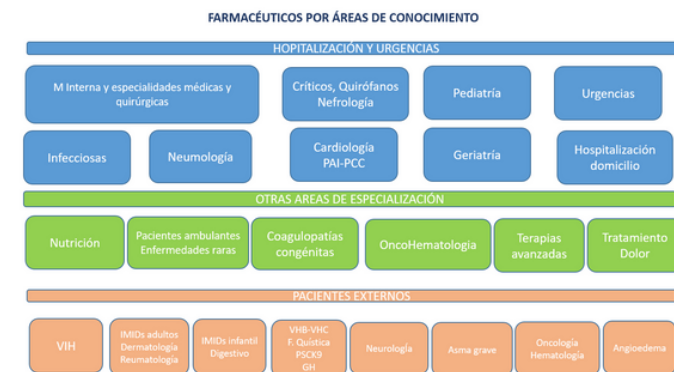 FARMACÉUTICOS POR ÁREAS DE CONOCIMIENTO
HOPITALIZACIÓN Y URGENCIAS
M Interna y especialidades médicas y
quirúrgicas
Críticos, Quirófanos
Nefrología
Pediatría
Urgencias
Infecciosas
Neumología
Cardiología
PAI-PCC
Geriatría
Hospitalización
domicilio
OTRAS AREAS DE ESPECIALIZACIÓN
Nutrición
Pacientes ambulantes
Enfermedades raras
Coagulopatías
congénitas
OncoHematologia
Terapias
avanzadas
Tratamiento
Dolor
PACIENTES EXTERNOS
VIH
IMIDs adultos
Dermatología
Reumatología
IMIDs infantil
Digestivo
VHB-VHC
F. Quística
PSCK9
GH
Neurología
Asma grave
Oncología
Hematología
Angioedema